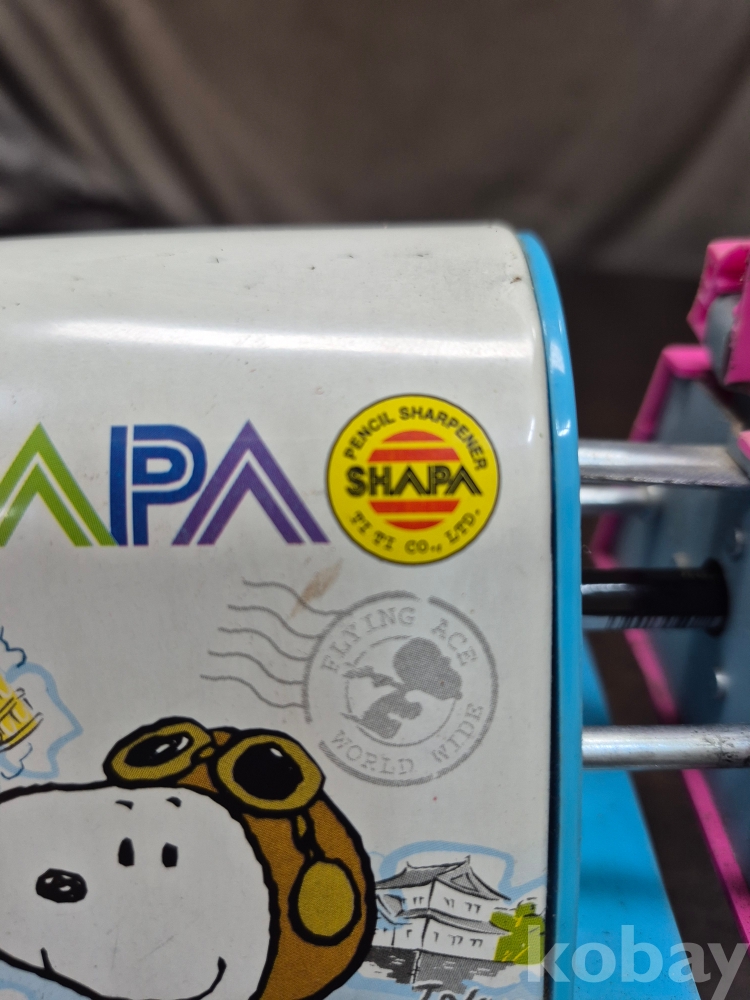 APA
PENCIL SHARPENER
SHAPA
TI TI CO., LTD.
FLYING ACE
WORLD WIDE
kobay